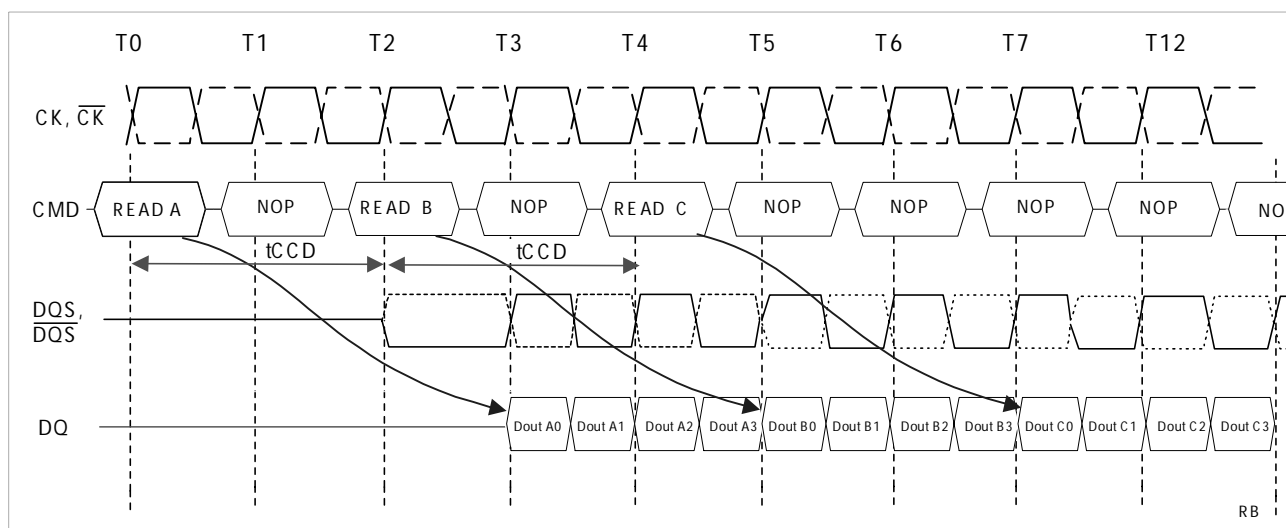 T0 T1 T2 T3 T4 T5 T6 T7 T12
CK, CK
CMD READ A NOP READ B NOP READ C NOP NOP NOP NOP NO
tCCD tCCD
DQS,
DQS
DQ Dout A0 Dout A1 Dout A2 Dout A3 Dout B0 Dout B1 Dout B2 Dout B3 Dout C0 Dout C1 Dout C2 Dout C3
RB